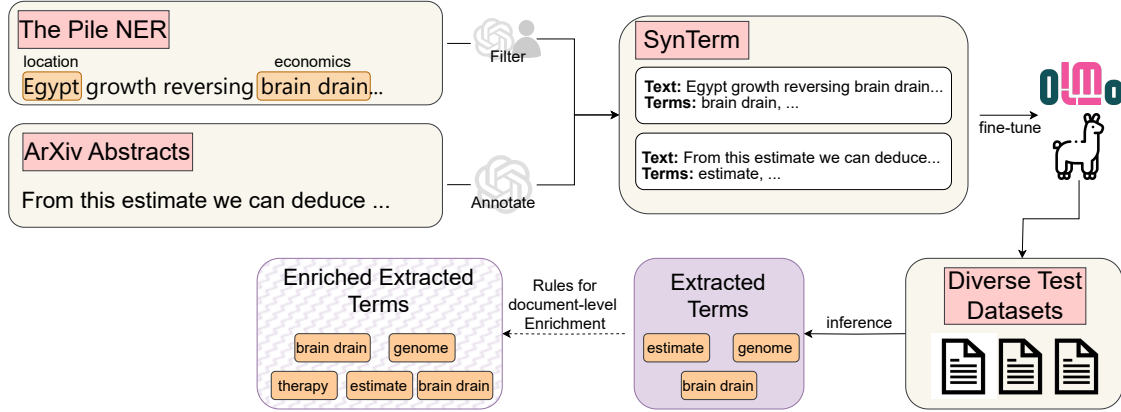 The Pile NER
location
economics
Egypt growth reversing brain drain...
Filter
ArXiv Abstracts
From this estimate we can deduce ...
Annotate
SynTerm
Text: Egypt growth reversing brain drain...
Terms: brain drain, ...
Text: From this estimate we can deduce...
Terms: estimate, ...
fine-tune
OLMo
Diverse Test
Datasets
inference
Extracted
Terms
estimate
genome
brain drain
Rules for
document-level
Enrichment
Enriched Extracted
Terms
brain drain
genome
therapy
estimate
brain drain